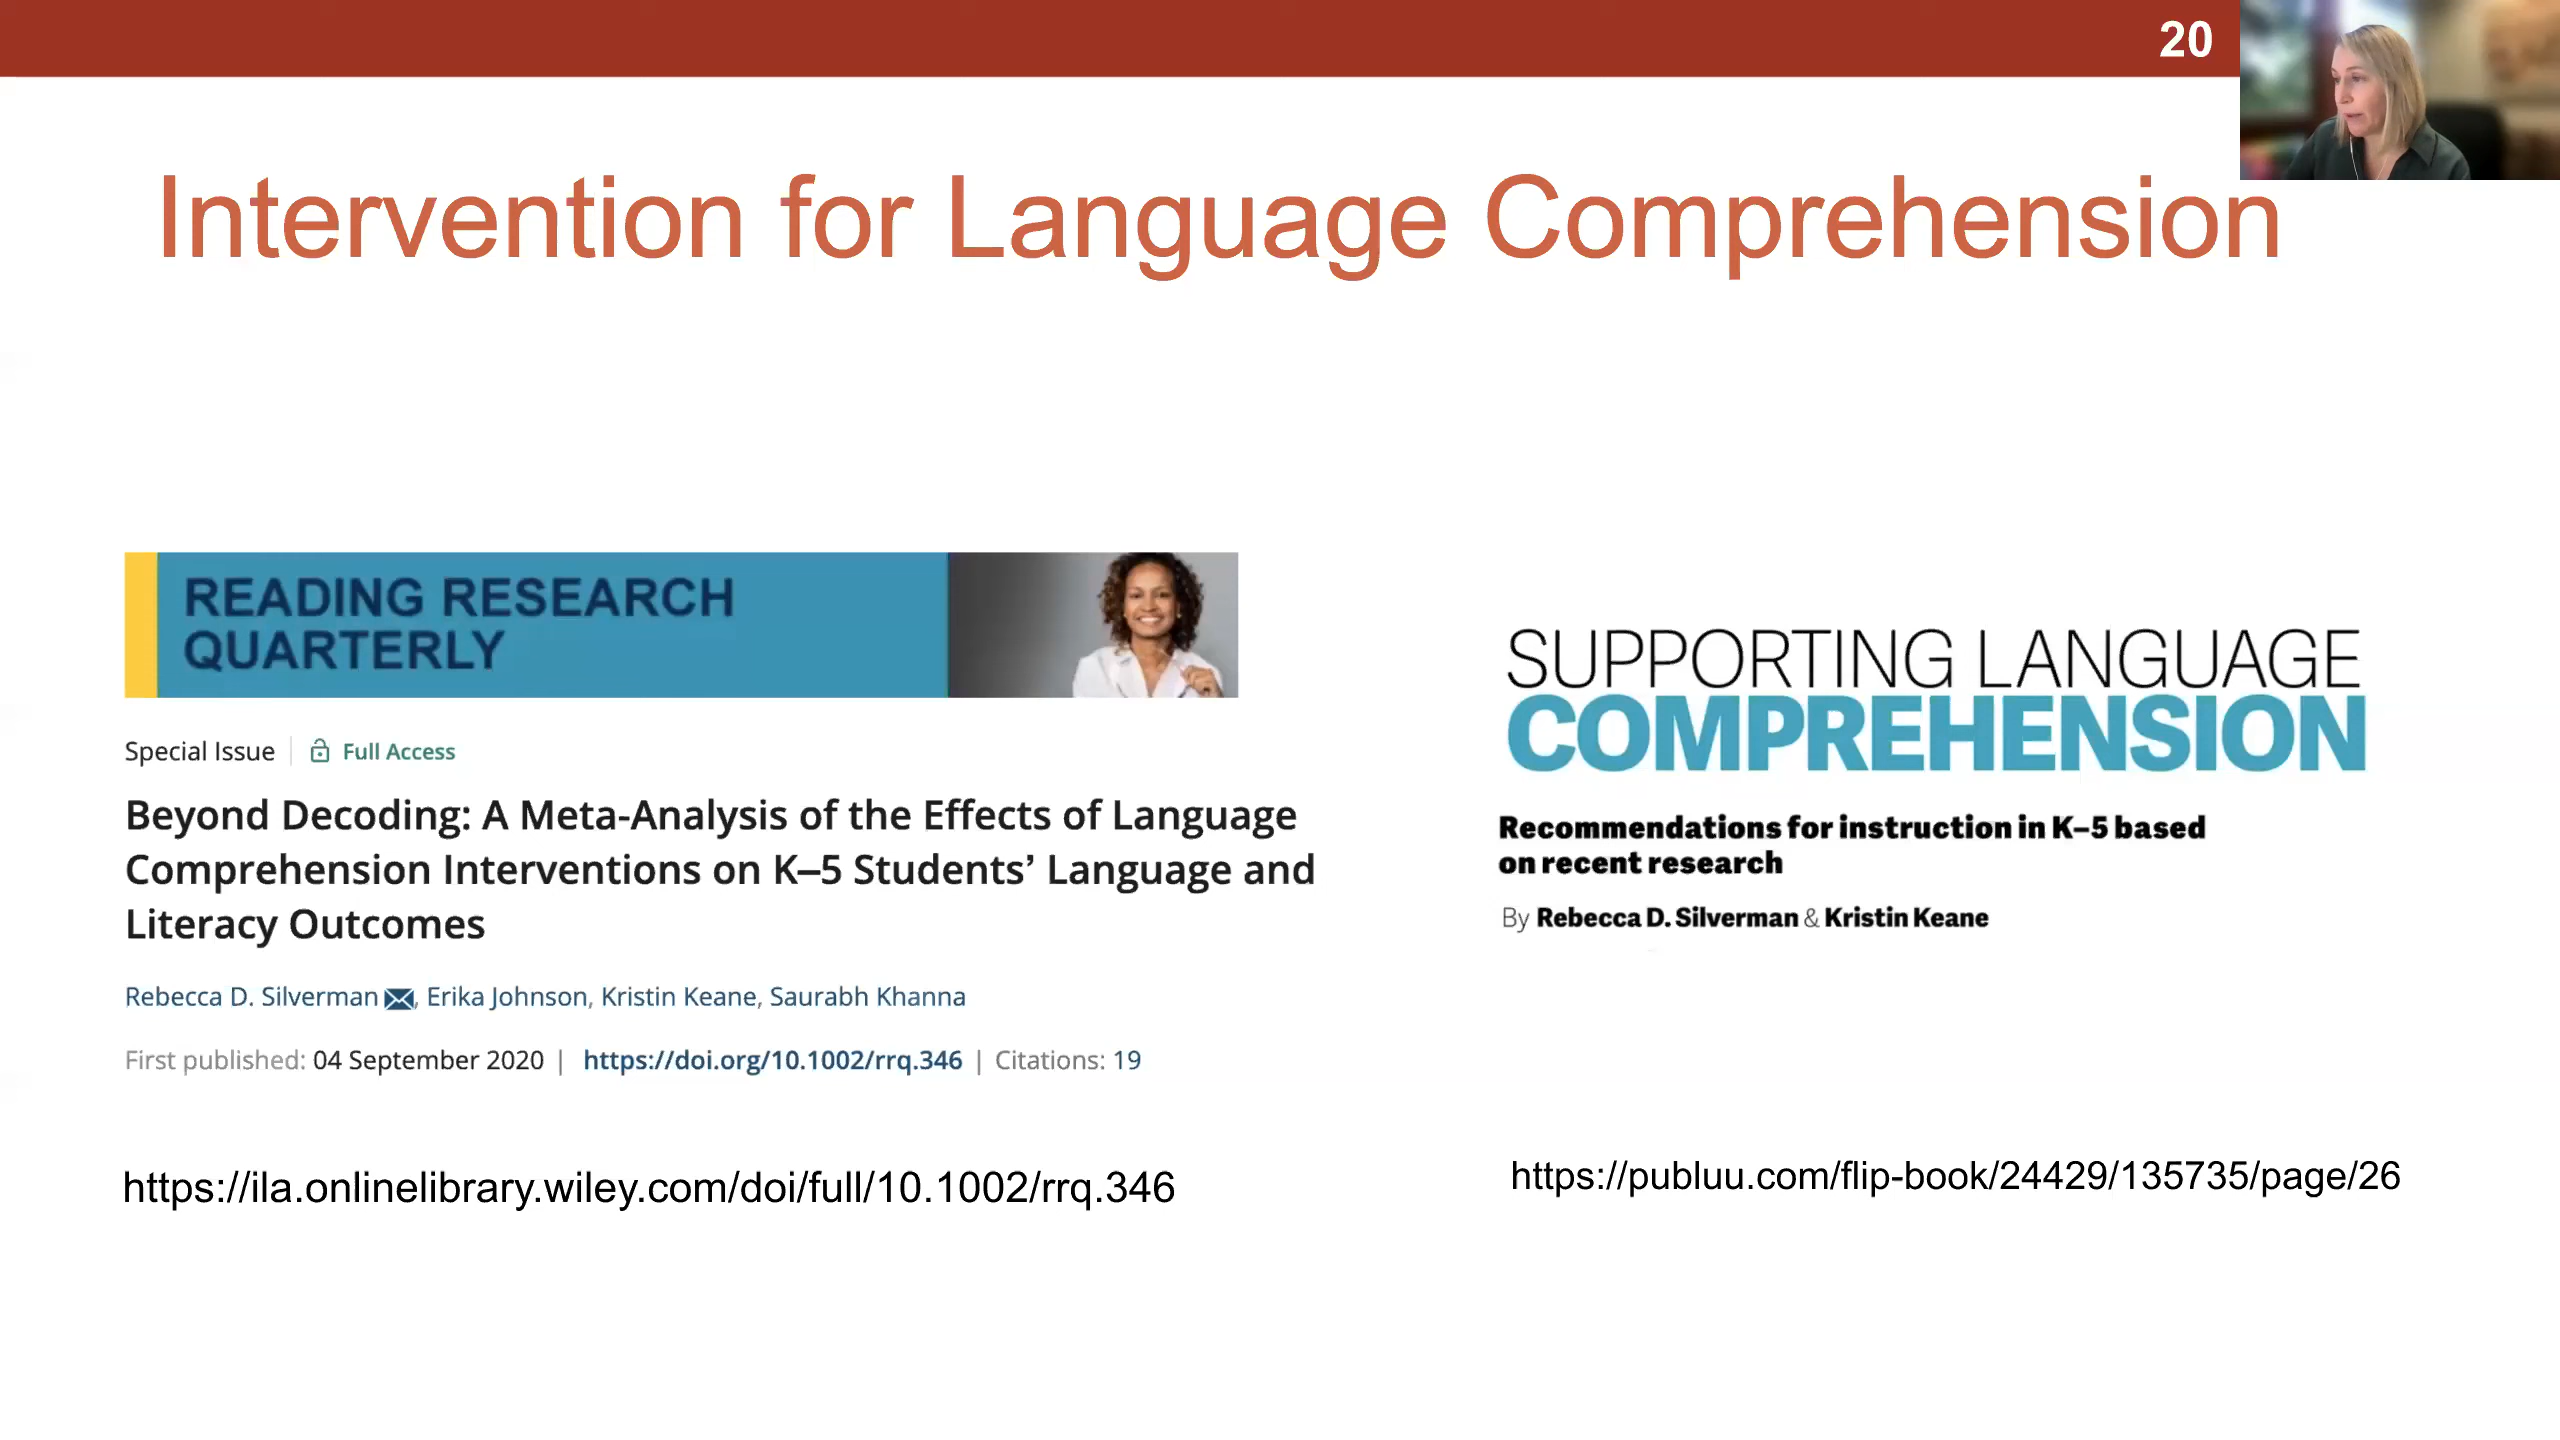 20
Intervention for Language Comprehension
READING RESEARCH
QUARTERLY
Special Issue
Full Access
Beyond Decoding: A Meta-Analysis of the Effects of Language
Comprehension Interventions on K–5 Students’ Language and
Literacy Outcomes
Rebecca D. Silverman, Erika Johnson, Kristin Keane, Saurabh Khanna
First published: 04 September 2020 | https://doi.org/10.1002/rrq.346 | Citations: 19
https://ila.onlinelibrary.wiley.com/doi/full/10.1002/rrq.346
SUPPORTING LANGUAGE
COMPREHENSION
Recommendations for instruction in K–5 based
on recent research
By Rebecca D. Silverman & Kristin Keane
https://publuu.com/flip-book/24429/135735/page/26